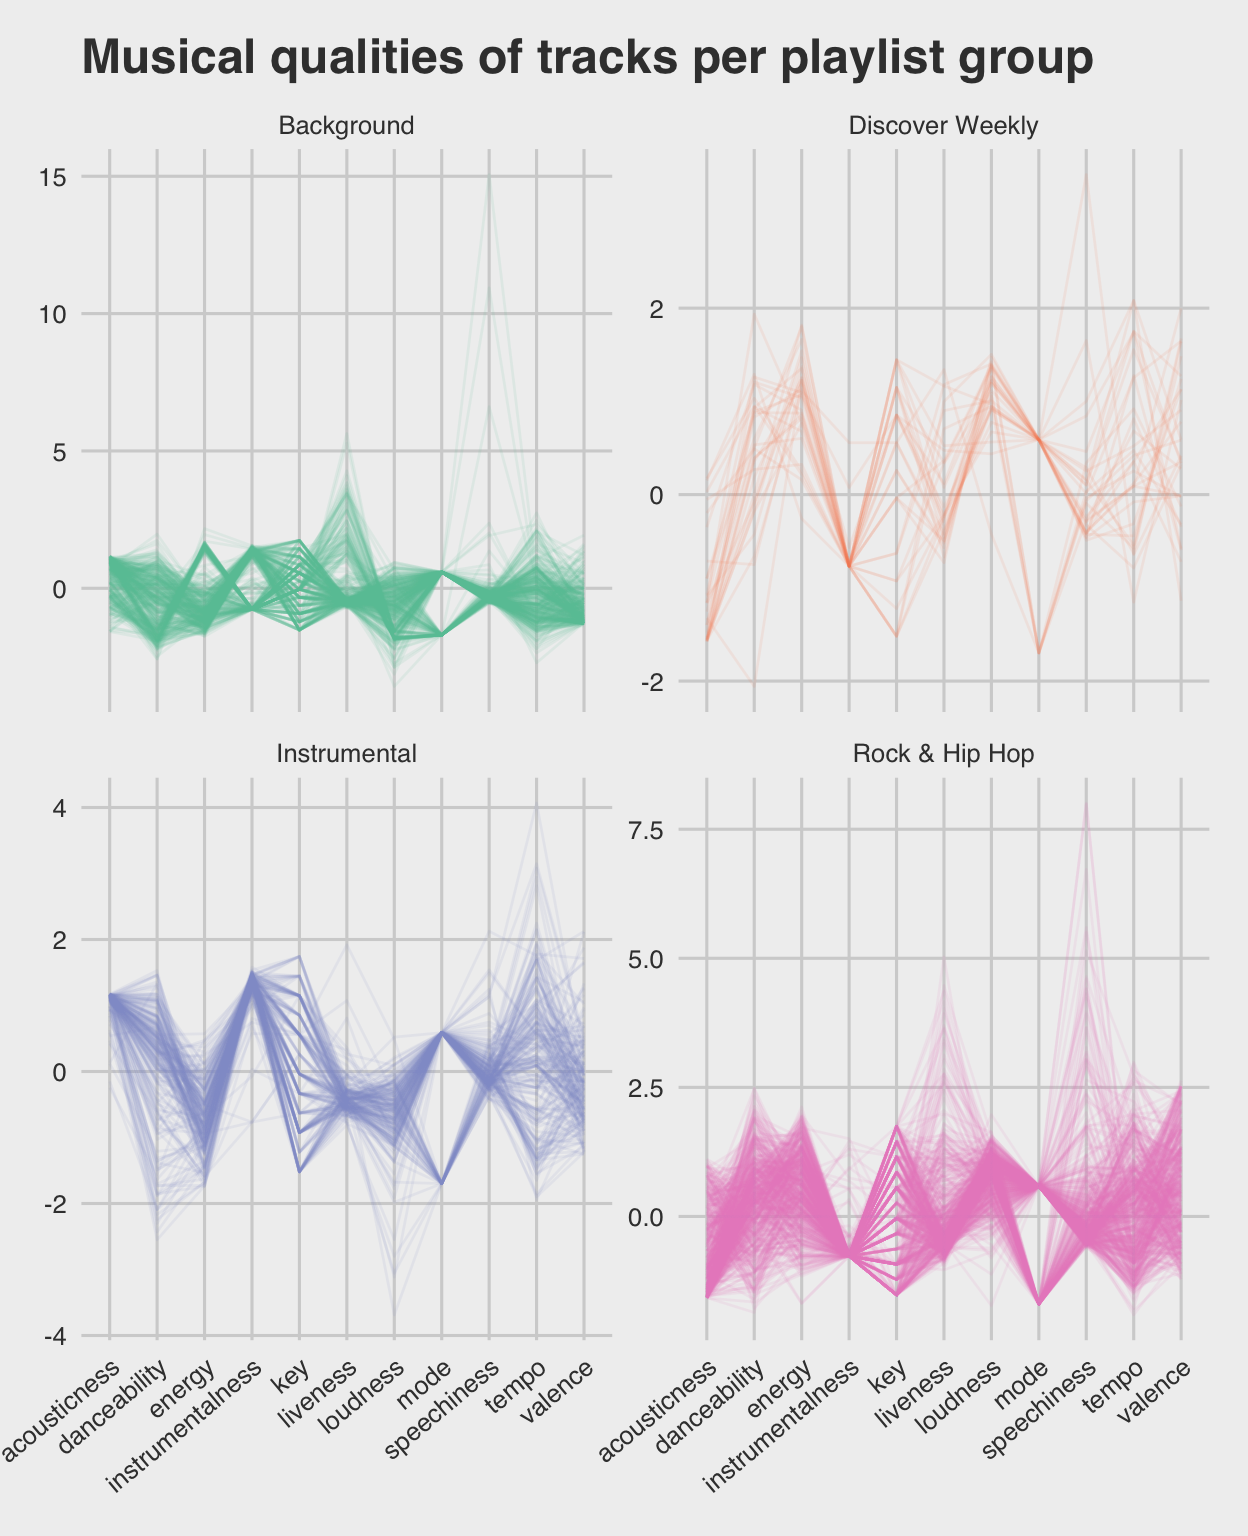 Musical qualities of tracks per playlist group
Background
15
10
5
0
Discover Weekly
2
0
-2
Instrumental
4
2
0
-2
-4
Rock & Hip Hop
7.5
5.0
2.5
0.0
acousticness
danceability
energy
instrumentalness
key
liveness
loudness
mode
speechiness
tempo
valence
acousticness
danceability
energy
instrumentalness
key
liveness
loudness
mode
speechiness
tempo
valence